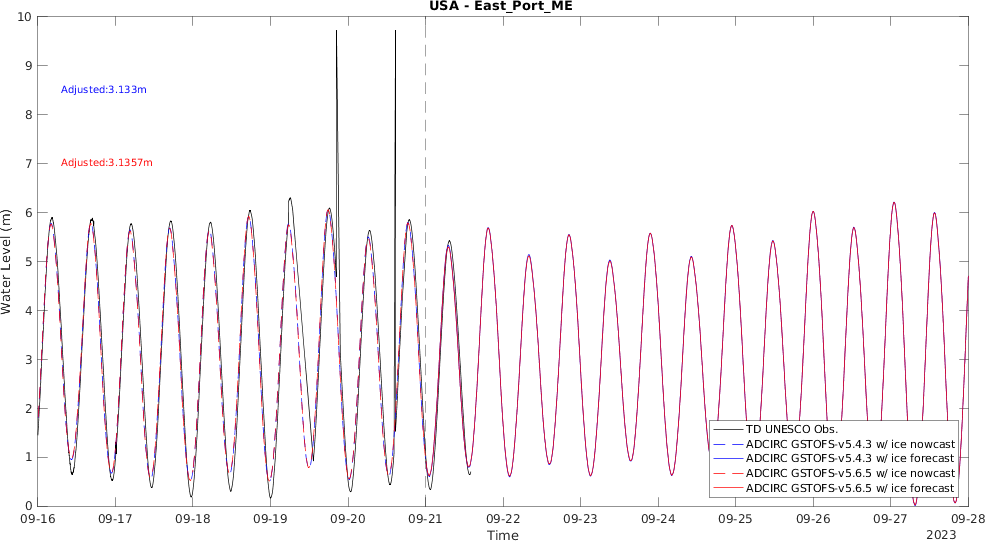 USA - East_Port_ME
10
9
8
7
6
5
4
3
2
1
0
Water Level (m)
Adjusted:3.133m
Adjusted:3.1357m
TD UNESCO Obs.
ADCIRC GSTOFS-v5.4.3 w/ ice nowcast
ADCIRC GSTOFS-v5.4.3 w/ ice forecast
ADCIRC GSTOFS-v5.6.5 w/ ice nowcast
ADCIRC GSTOFS-v5.6.5 w/ ice forecast
09-16 09-17 09-18 09-19 09-20 09-21 09-22 09-23 09-24 09-25 09-26 09-27 09-28
Time
2023